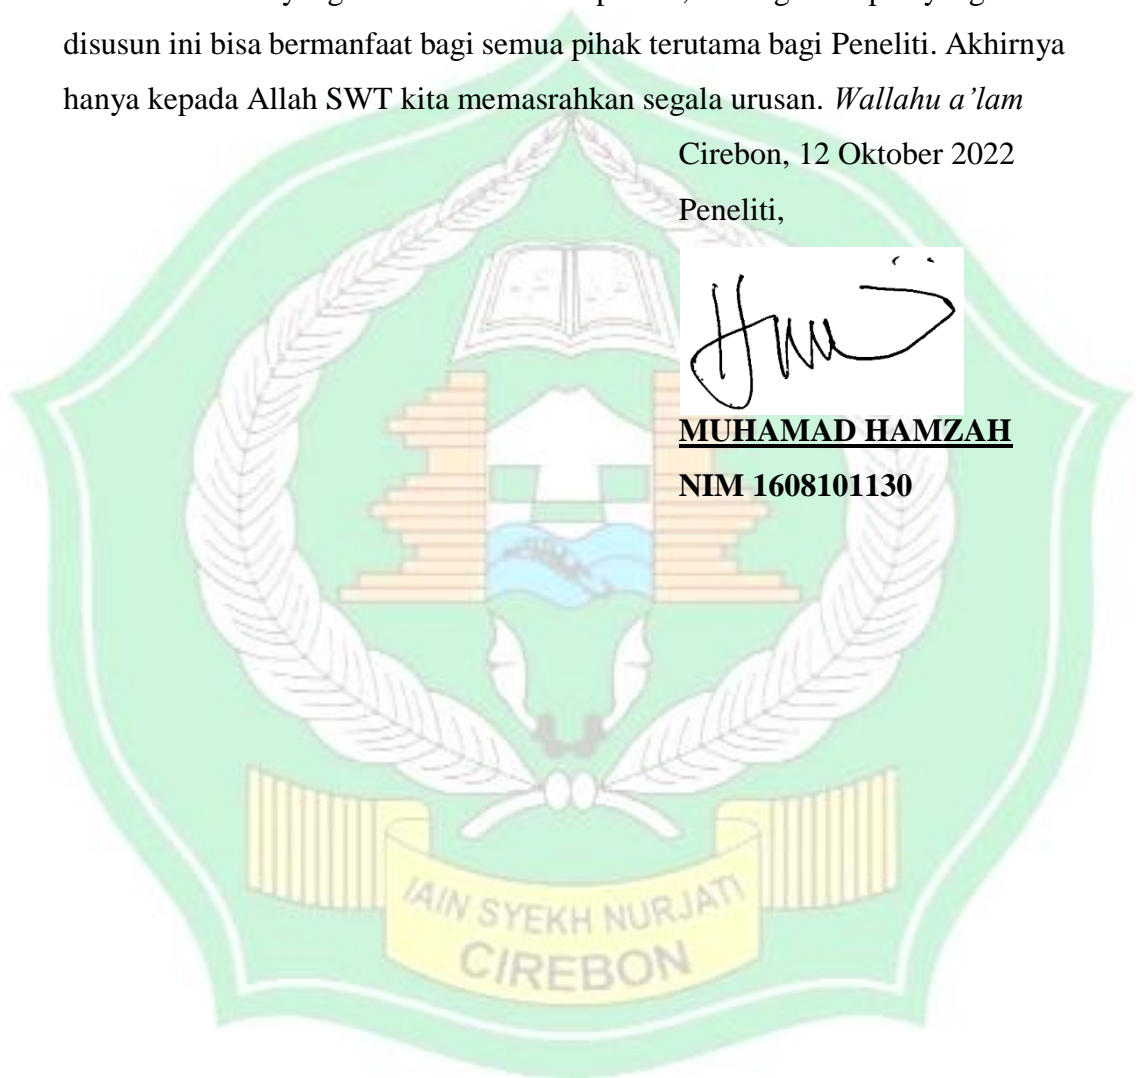 disusun ini bisa bermanfaat bagi semua pihak terutama bagi Peneliti. Akhirnya
hanya kepada Allah SWT kita memasrahkan segala urusan. Wallahu a’lam
Cirebon, 12 Oktober 2022
Peneliti,
MUHAMAD HAMZAH
NIM 1608101130
IAIN SYEKH NURJATI
CIREBON